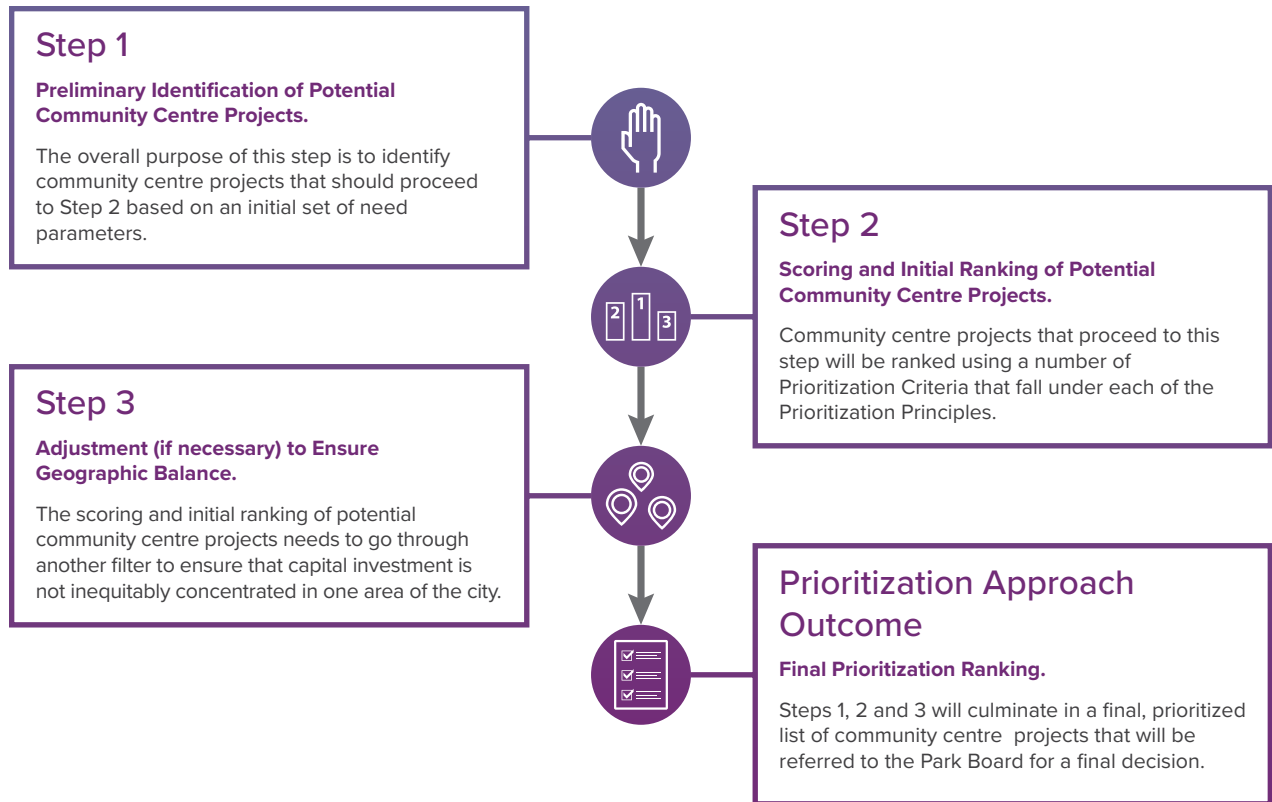 Step 1
Preliminary Identification of Potential
Community Centre Projects.
The overall purpose of this step is to identify
community centre projects that should proceed
to Step 2 based on an initial set of need
parameters.
2
1
3
Step 2
Scoring and Initial Ranking of Potential
Community Centre Projects.
Community centre projects that proceed to this
step will be ranked using a number of
Prioritization Criteria that fall under each of the
Prioritization Principles.
Step 3
Adjustment (if necessary) to Ensure
Geographic Balance.
The scoring and initial ranking of potential
community centre projects needs to go through
another filter to ensure that capital investment is
not inequitably concentrated in one area of the city.
Prioritization Approach
Outcome
Final Prioritization Ranking.
Steps 1, 2 and 3 will culminate in a final, prioritized
list of community centre  projects that will be
referred to the Park Board for a final decision.